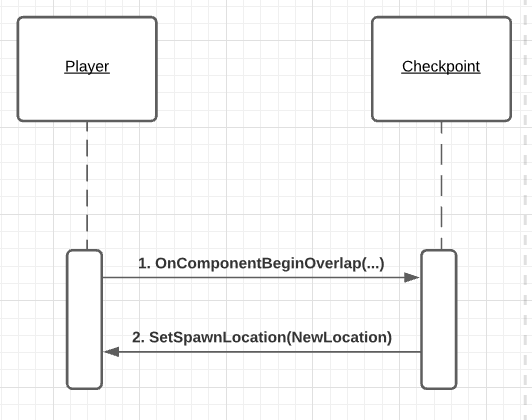 Player
Checkpoint
1. OnComponentBeginOverlap(...)
2. SetSpawnLocation(NewLocation)